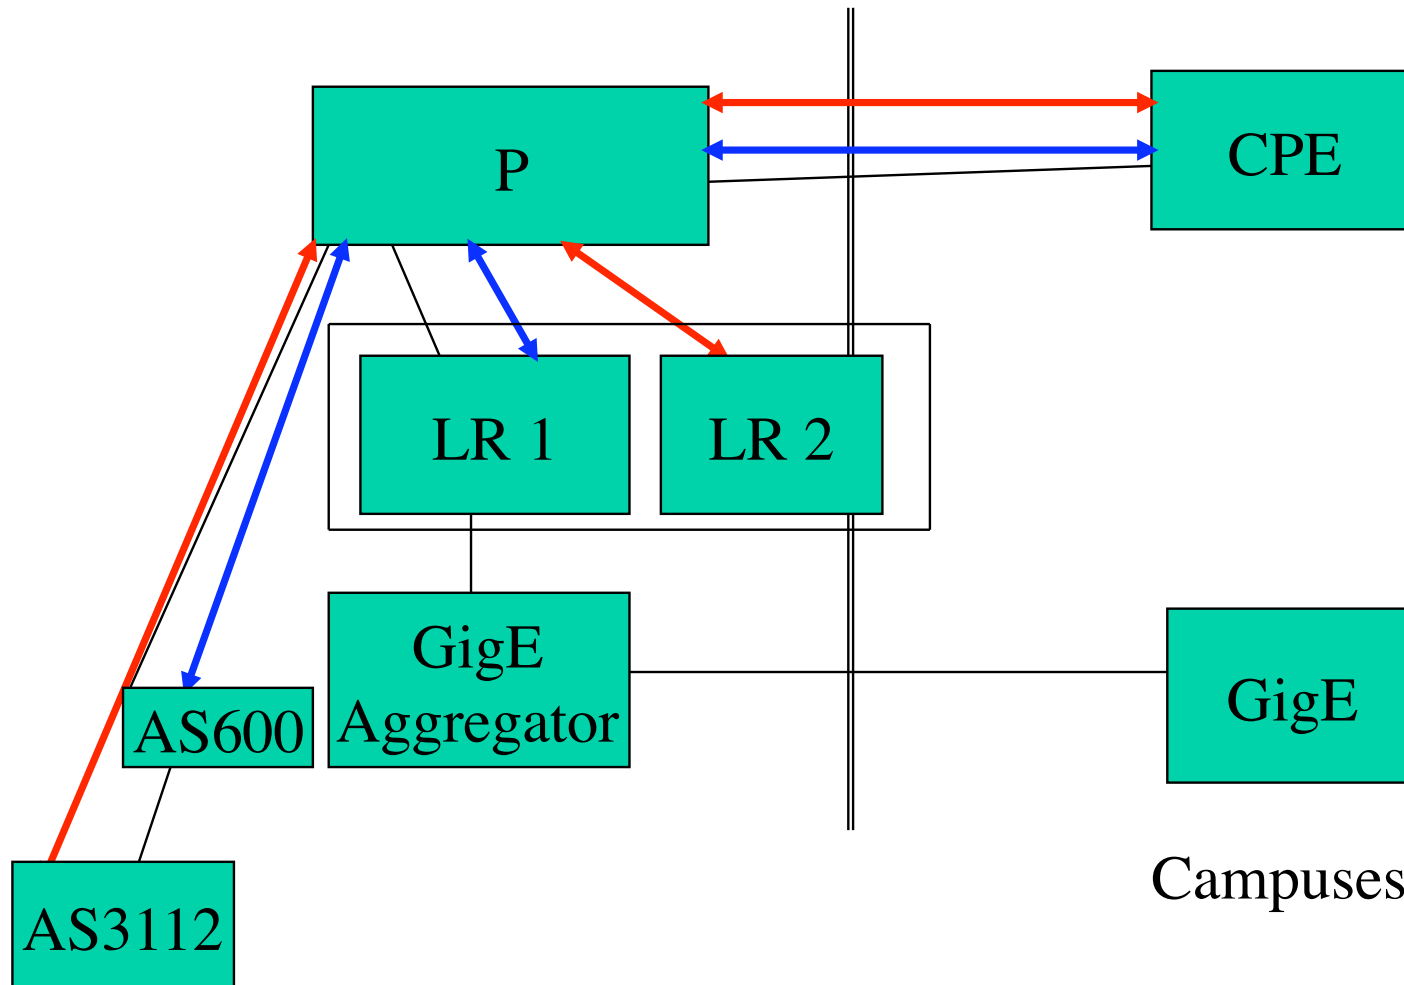 P
CPE
LR 1
LR 2
GigE
Aggregator
GigE
AS600
Campuses
AS3112